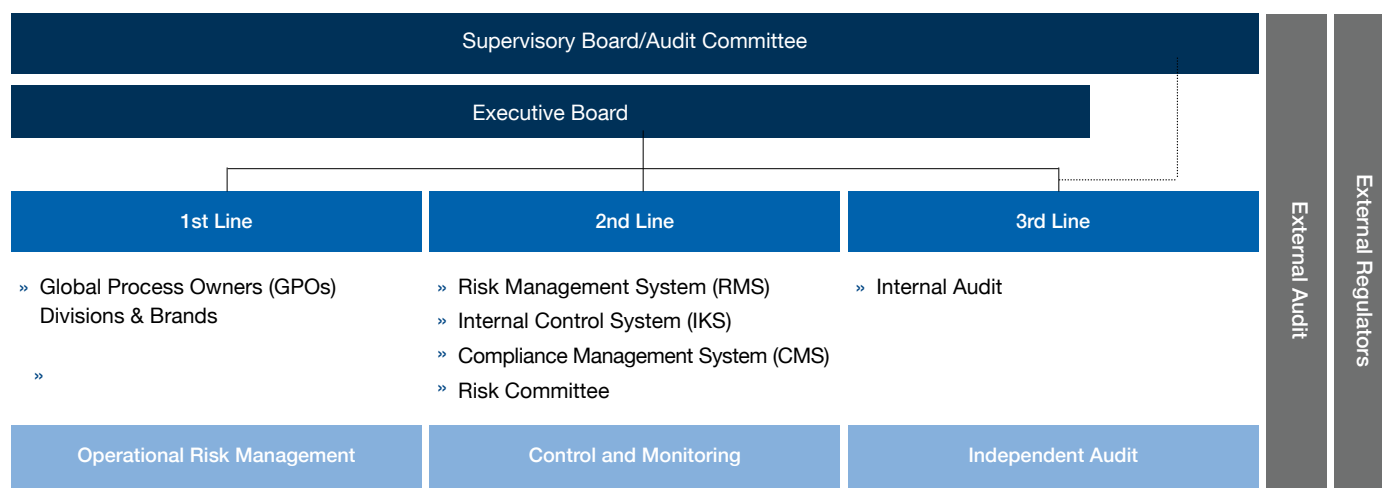 Supervisory Board/Audit Committee
Executive Board
1st Line
» Global Process Owners (GPOs)
Divisions & Brands
»
Operational Risk Management
2nd Line
» Risk Management System (RMS)
» Internal Control System (IKS)
» Compliance Management System (CMS)
» Risk Committee
Control and Monitoring
3rd Line
» Internal Audit
Independent Audit
External Audit
External Regulators